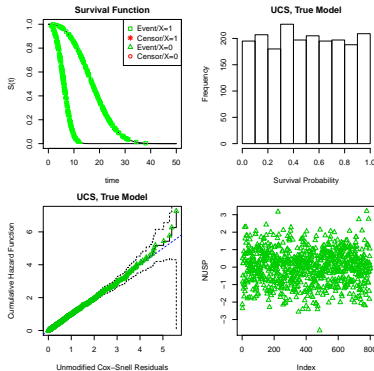 Survival Function
S(t)
1.0
0.8
0.6
0.4
0.2
0.0
Event/X=1
Censor/X=1
Event/X=0
Censor/X=0
0 10 20 30 40 50
time
UCS, True Model
Frequency
200
150
100
50
0
0.0 0.2 0.4 0.6 0.8 1.0
Survival Probability
UCS, True Model
Cumulative Hazard Function
6
4
2
0
0 1 2 3 4 5
Unmodified Cox−Snell Residuals
NUSP
3
2
1
0
−1
−2
−3
0 200 400 600 800
Index